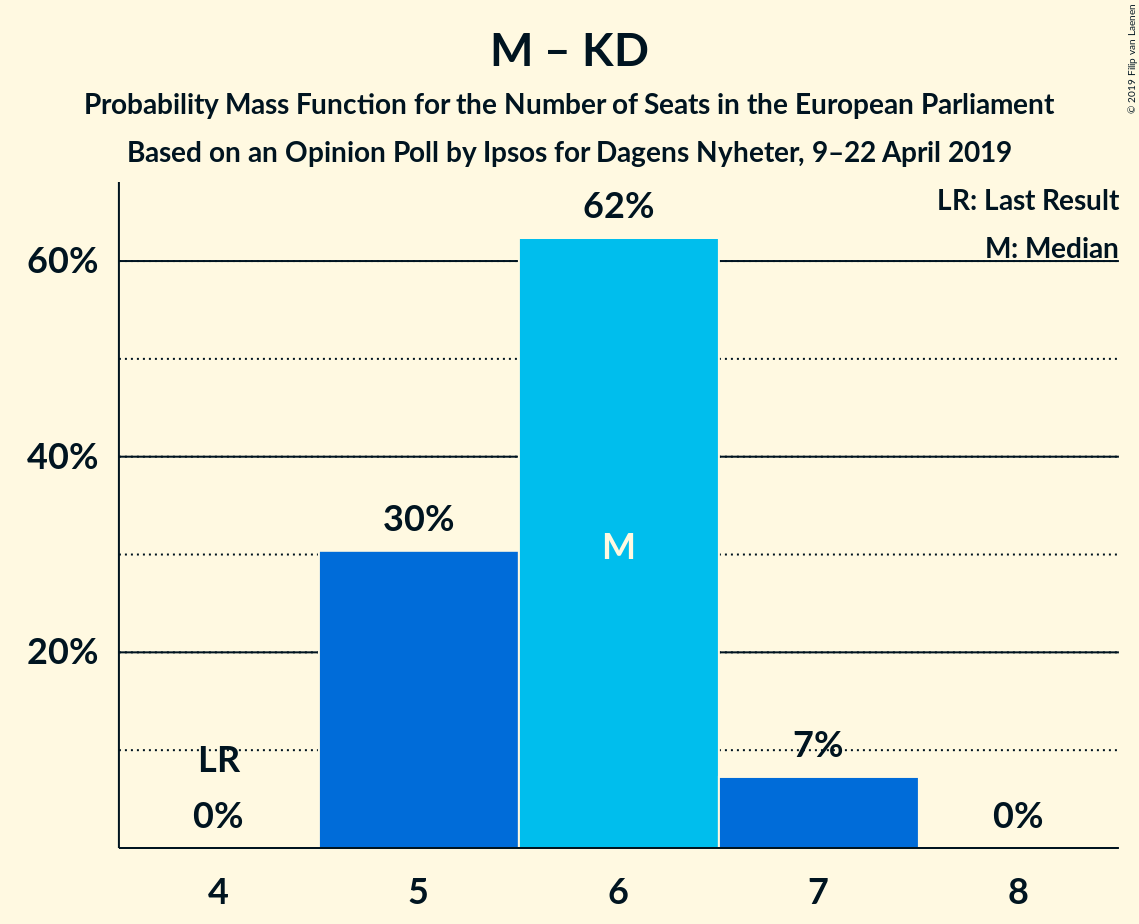 M – KD
Probability Mass Function for the Number of Seats in the European Parliament
Based on an Opinion Poll by Ipsos for Dagens Nyheter, 9–22 April 2019
© 2019 Filip van Laenen
LR: Last Result
M: Median
60%
40%
20%
LR
0%
30%
62%
M
7%
0%
4
5
6
7
8